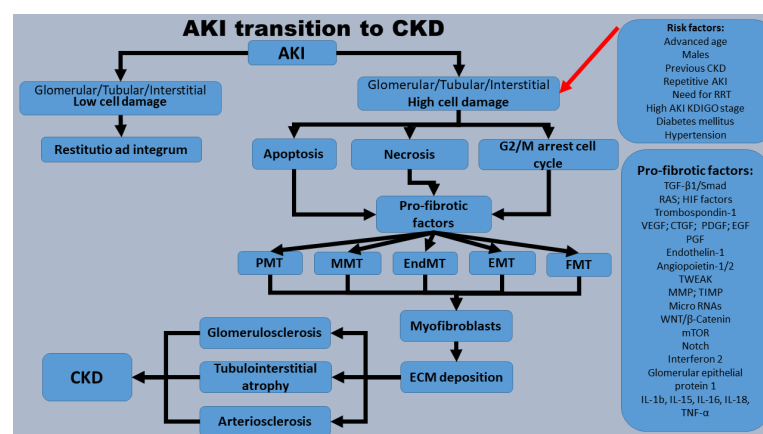 AKI transition to CKD
AKI
Glomerular/Tubular/Interstitial
Low cell damage
Restitutio ad integrum
Glomerular/Tubular/Interstitial
High cell damage
Apoptosis
Necrosis
G2/M arrest cell
cycle
Pro-fibrotic
factors
PMT
MMT
EndMT
EMT
FMT
Myofibroblasts
ECM deposition
Glomerulosclerosis
Tubulointerstitial
atrophy
Arteriosclerosis
CKD
Risk factors:
Advanced age
Males
Previous CKD
Repetitive AKI
Need for RRT
High AKI KDIGO stage
Diabetes mellitus
Hypertension
Pro-fibrotic factors:
TGF-β1/Smad
RAS; HIF factors
Trombospondin-1
VEGF; CTGF; PDGF; EGF
PGF
Endothelin-1
Angiopoietin-1/2
TWEAK
MMP; TIMP
Micro RNAs
WNT/β-Catenin
mTOR
Notch
Interferon 2
Glomerular epithelial
protein 1
IL-1b, IL-15, IL-16, IL-18,
TNF-α